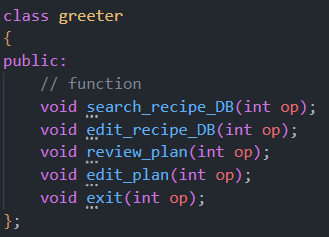 class greeter
{
public:
    // function
    void search_recipe_DB(int op);
    void edit_recipe_DB(int op);
    void review_plan(int op);
    void edit_plan(int op);
    void exit(int op);
};